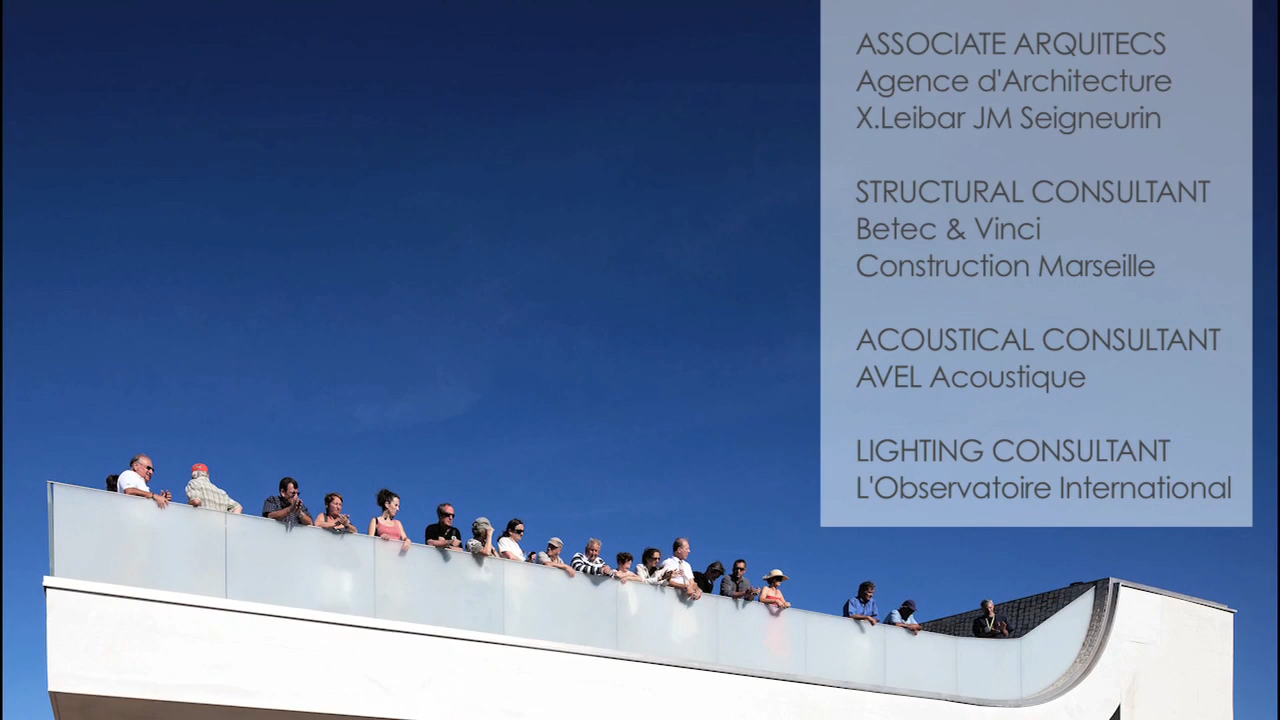 ASSOCIATE ARQUITECS
Agence d'Architecture
X.Leibar JM Seigneurin
STRUCTURAL CONSULTANT
Betec & Vinci
Construction Marseille
ACOUSTICAL CONSULTANT
AVEL Acoustique
LIGHTING CONSULTANT
L'Observatoire International